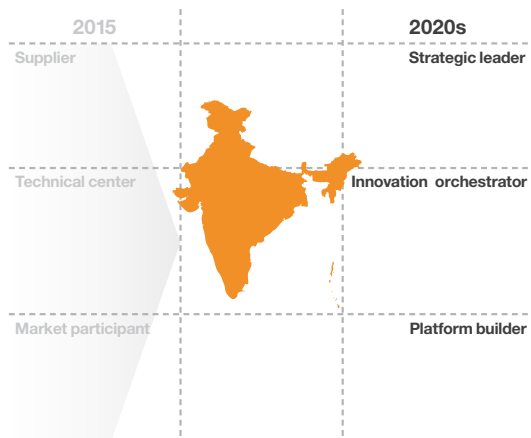 2015 2020s
Supplier Strategic leader
Technical center Innovation orchestrator
Market participant Platform builder